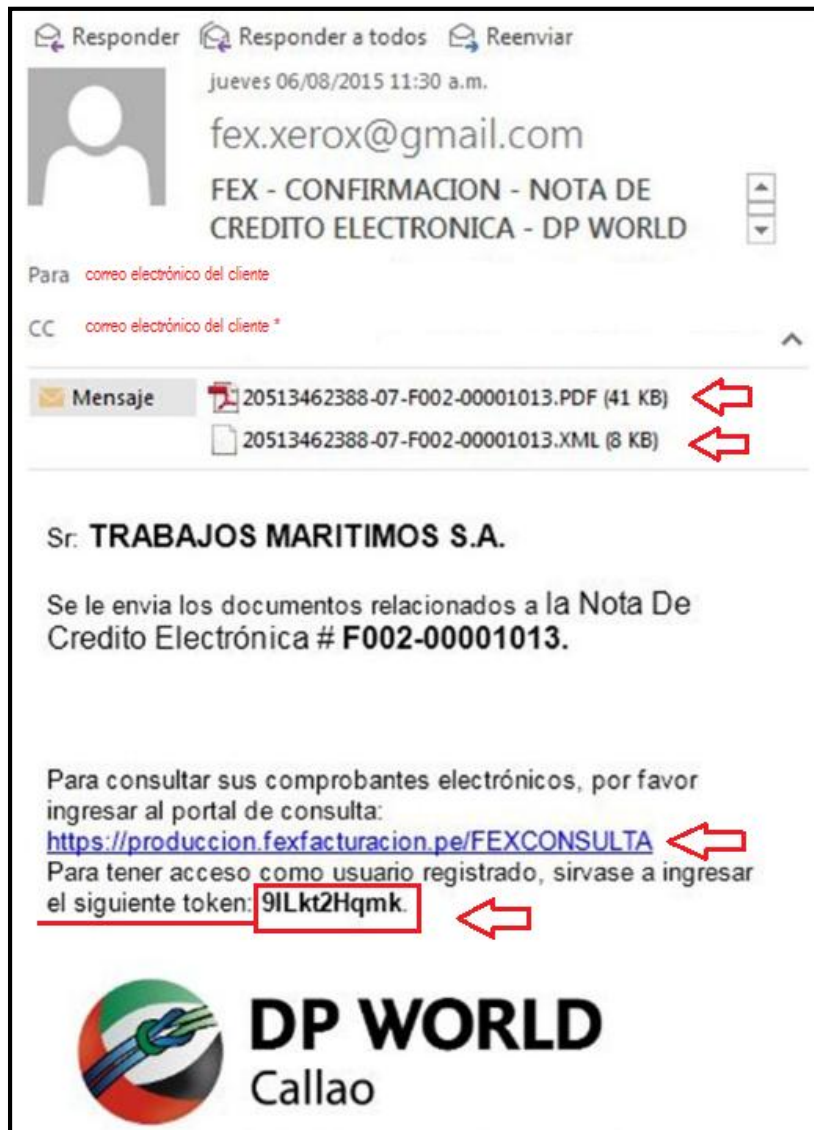 Responder Responder a todos Reenviar
jueves 06/08/2015 11:30 a.m.
fex.xerox@gmail.com
FEX - CONFIRMACION - NOTA DE
CREDITO ELECTRONICA - DP WORLD
Para correo electrónico del cliente
CC correo electrónico del cliente *
Mensaje 20513462388-07-F002-00001013.PDF (41 KB)
20513462388-07-F002-00001013.XML (8 KB)
Sr: TRABAJOS MARITIMOS S.A.
Se le envia los documentos relacionados a la Nota De
Credito Electrónica # F002-00001013.
Para consultar sus comprobantes electrónicos, por favor
ingresar al portal de consulta:
https://produccion.fexfacturacion.pe/FEXCONSULTA
Para tener acceso como usuario registrado, sirvase a ingresar
el siguiente token: 9ILkt2Hqmk.
DP WORLD
Callao